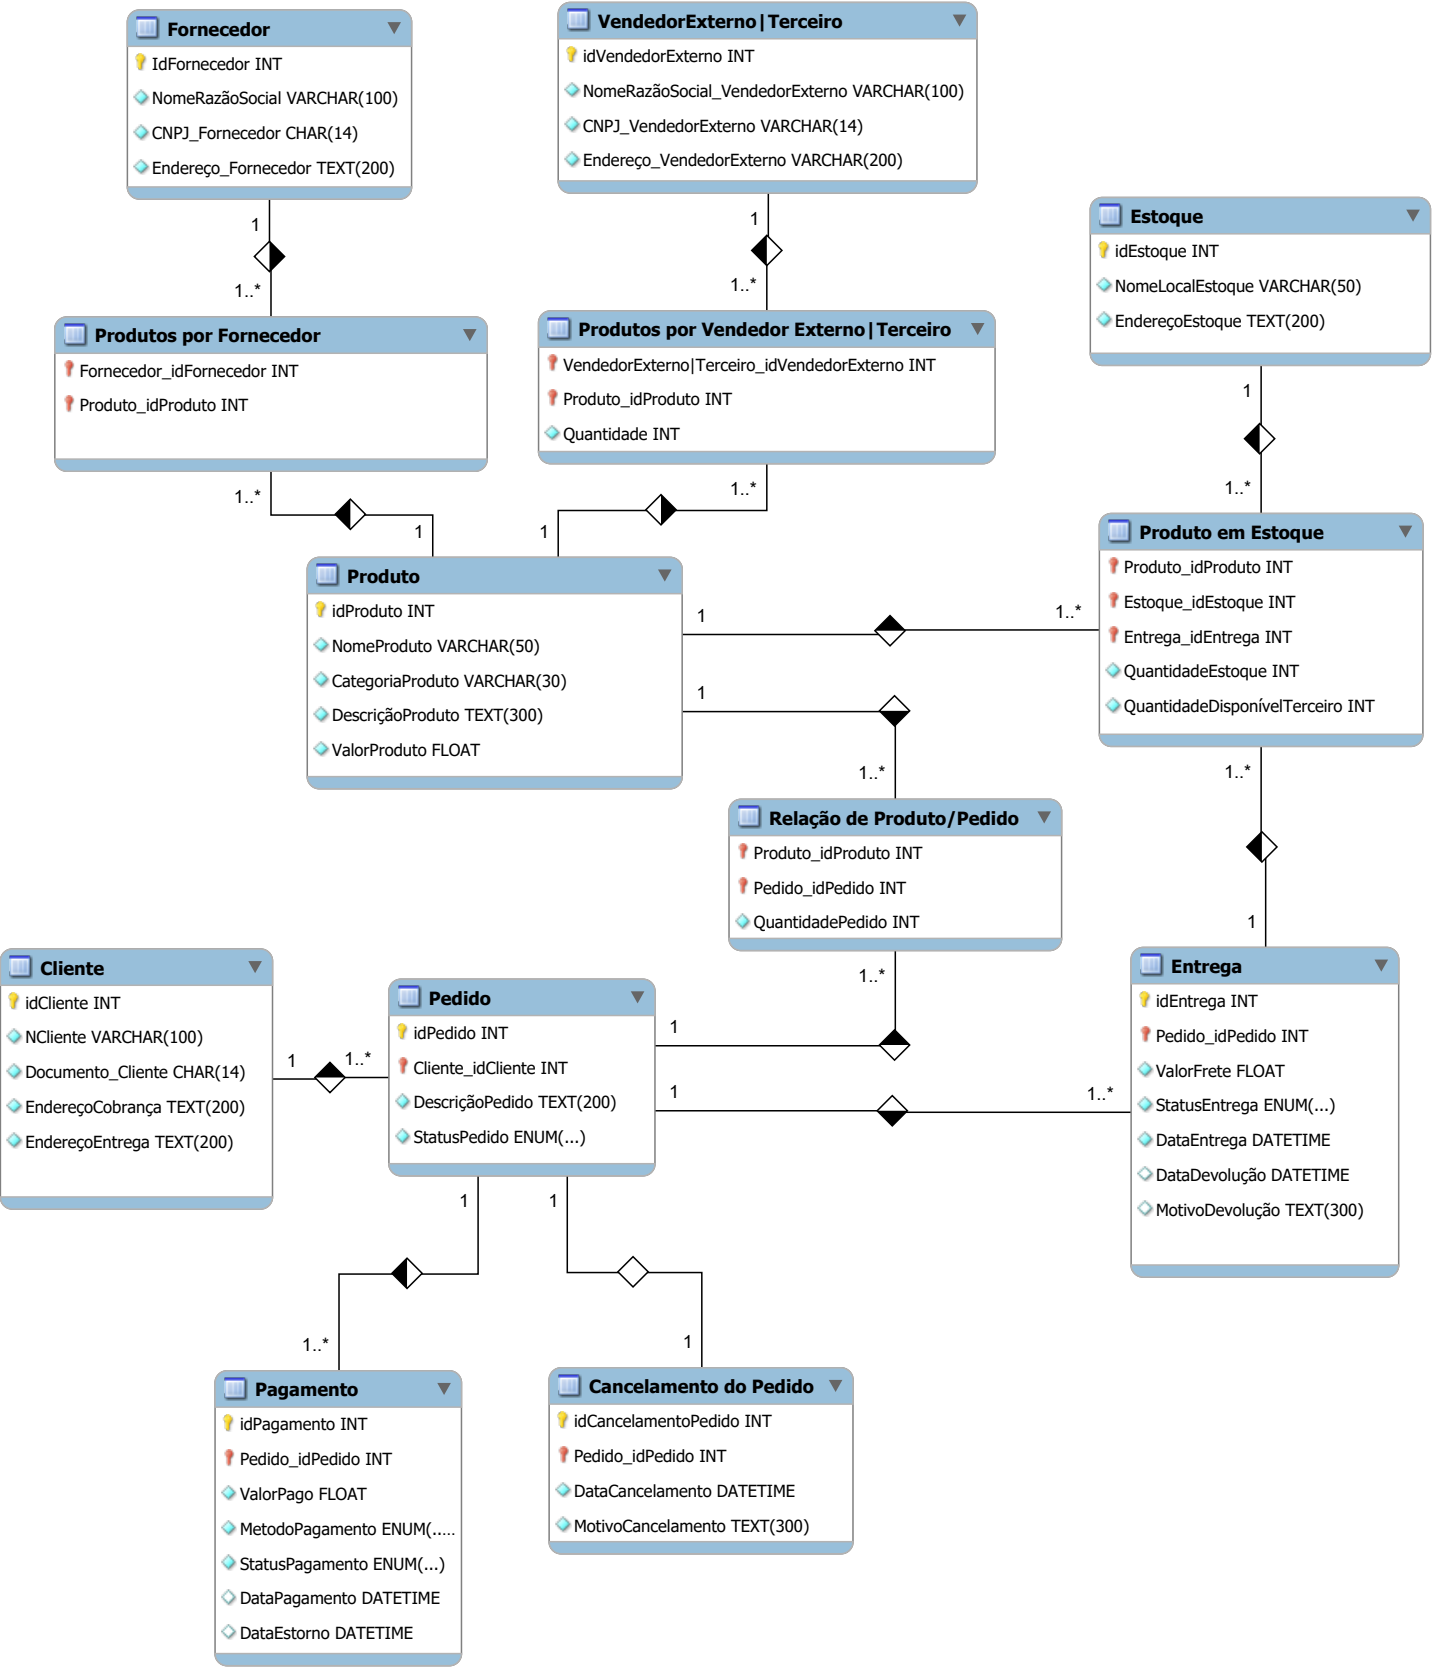 Fornecedor
IdFornecedor INT
NomeRazãoSocial VARCHAR(100)
CNPJ_Fornecedor CHAR(14)
Endereço_Fornecedor TEXT(200)
VendedorExterno|Terceiro
idVendedorExterno INT
NomeRazãoSocial_VendedorExterno VARCHAR(100)
CNPJ_VendedorExterno VARCHAR(14)
Endereço_VendedorExterno VARCHAR(200)
Estoque
idEstoque INT
NomeLocalEstoque VARCHAR(50)
EndereçoEstoque TEXT(200)
1
1..*
1
1..*
1
1..*
Produtos por Fornecedor
Fornecedor_idFornecedor INT
Produto_idProduto INT
Produtos por Vendedor Externo|Terceiro
VendedorExterno|Terceiro_idVendedorExterno INT
Produto_idProduto INT
Quantidade INT
1..*
1
1..*
1
Produto
idProduto INT
NomeProduto VARCHAR(50)
CategoriaProduto VARCHAR(30)
DescriçãoProduto TEXT(300)
ValorProduto FLOAT
1
1..*
1
1..*
Produto em Estoque
Produto_idProduto INT
Estoque_idEstoque INT
Entrega_idEntrega INT
QuantidadeEstoque INT
QuantidadeDisponívelTerceiro INT
1..*
1
Relação de Produto/Pedido
Produto_idProduto INT
Pedido_idPedido INT
QuantidadePedido INT
1..*
1
Cliente
idCliente INT
NCliente VARCHAR(100)
Documento_Cliente CHAR(14)
EndereçoCobrança TEXT(200)
EndereçoEntrega TEXT(200)
1
1..*
Pedido
idPedido INT
Cliente_idCliente INT
DescriçãoPedido TEXT(200)
StatusPedido ENUM(...)
1
1..*
Entrega
idEntrega INT
Pedido_idPedido INT
ValorFrete FLOAT
StatusEntrega ENUM(...)
DataEntrega DATETIME
DataDevolução DATETIME
MotivoDevolução TEXT(300)
1
1..*
1
1
Pagamento
idPagamento INT
Pedido_idPedido INT
ValorPago FLOAT
MetodoPagamento ENUM(.....
StatusPagamento ENUM(...)
DataPagamento DATETIME
DataEstorno DATETIME
Cancelamento do Pedido
idCancelamentoPedido INT
Pedido_idPedido INT
DataCancelamento DATETIME
MotivoCancelamento TEXT(300)